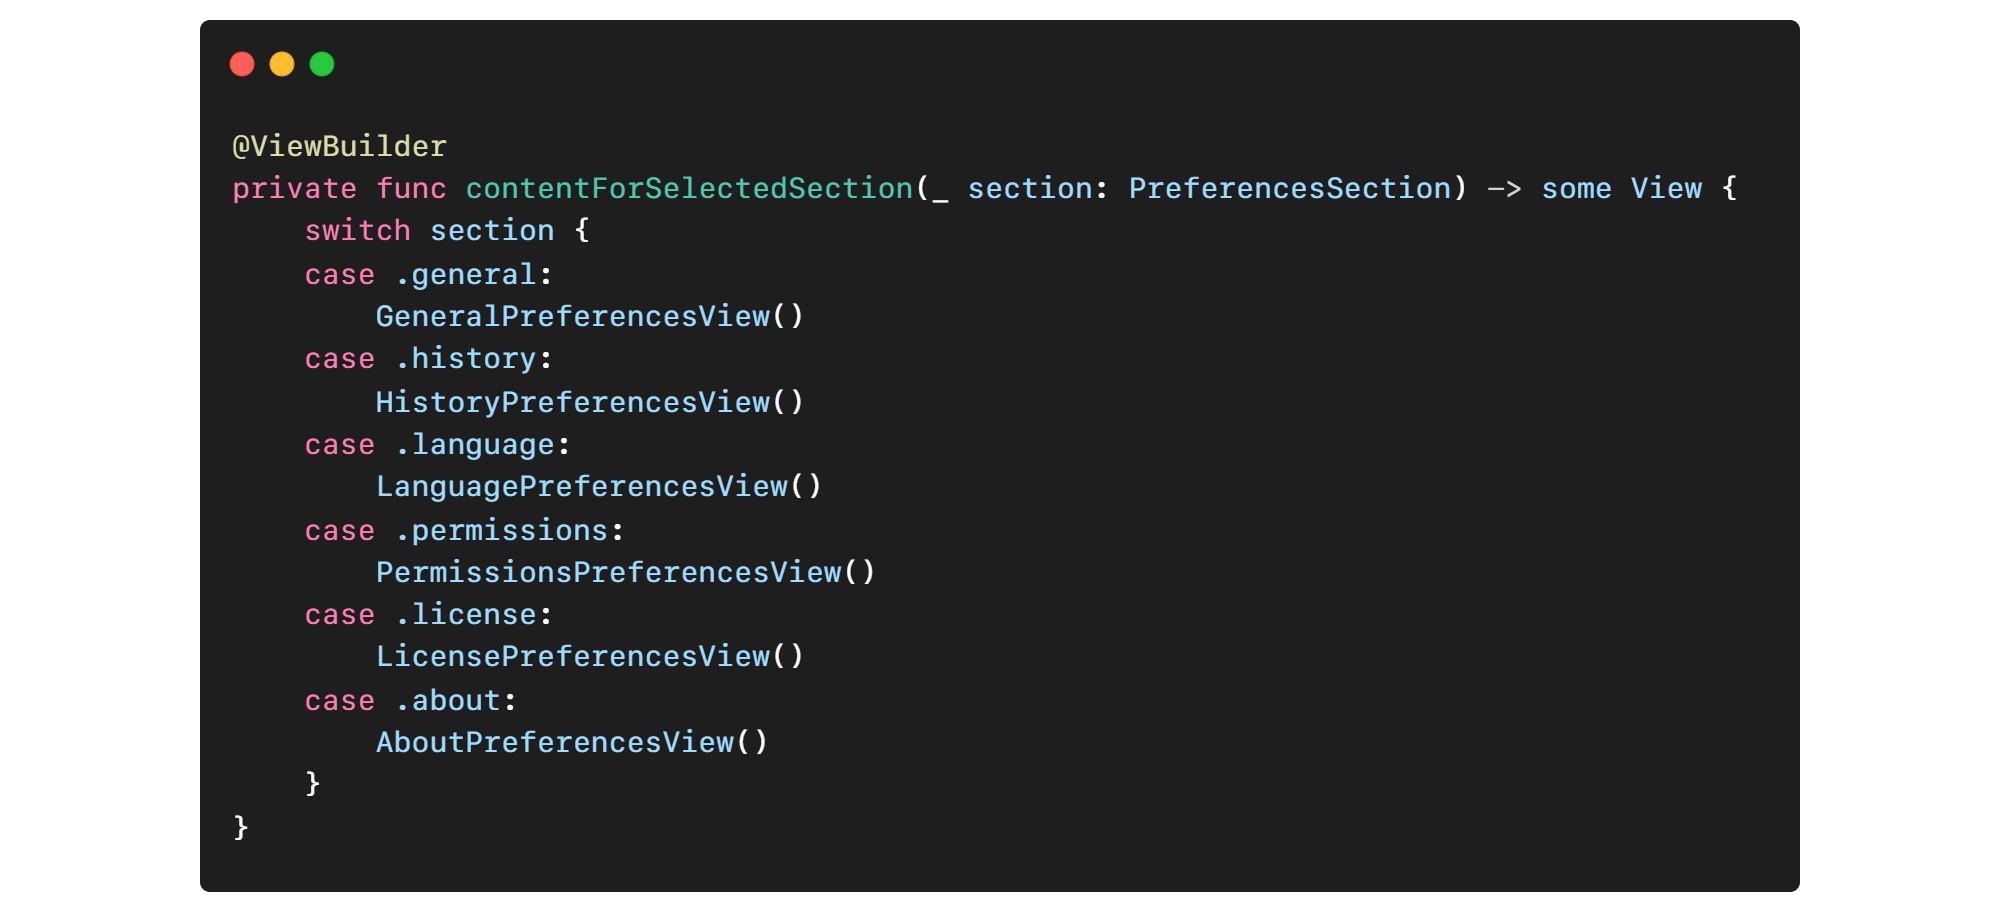 @ViewBuilder
private func contentForSelectedSection(_ section: PreferencesSection) -> some View {
    switch section {
    case .general:
        GeneralPreferencesView()
    case .history:
        HistoryPreferencesView()
    case .language:
        LanguagePreferencesView()
    case .permissions:
        PermissionsPreferencesView()
    case .license:
        LicensePreferencesView()
    case .about:
        AboutPreferencesView()
    }
}